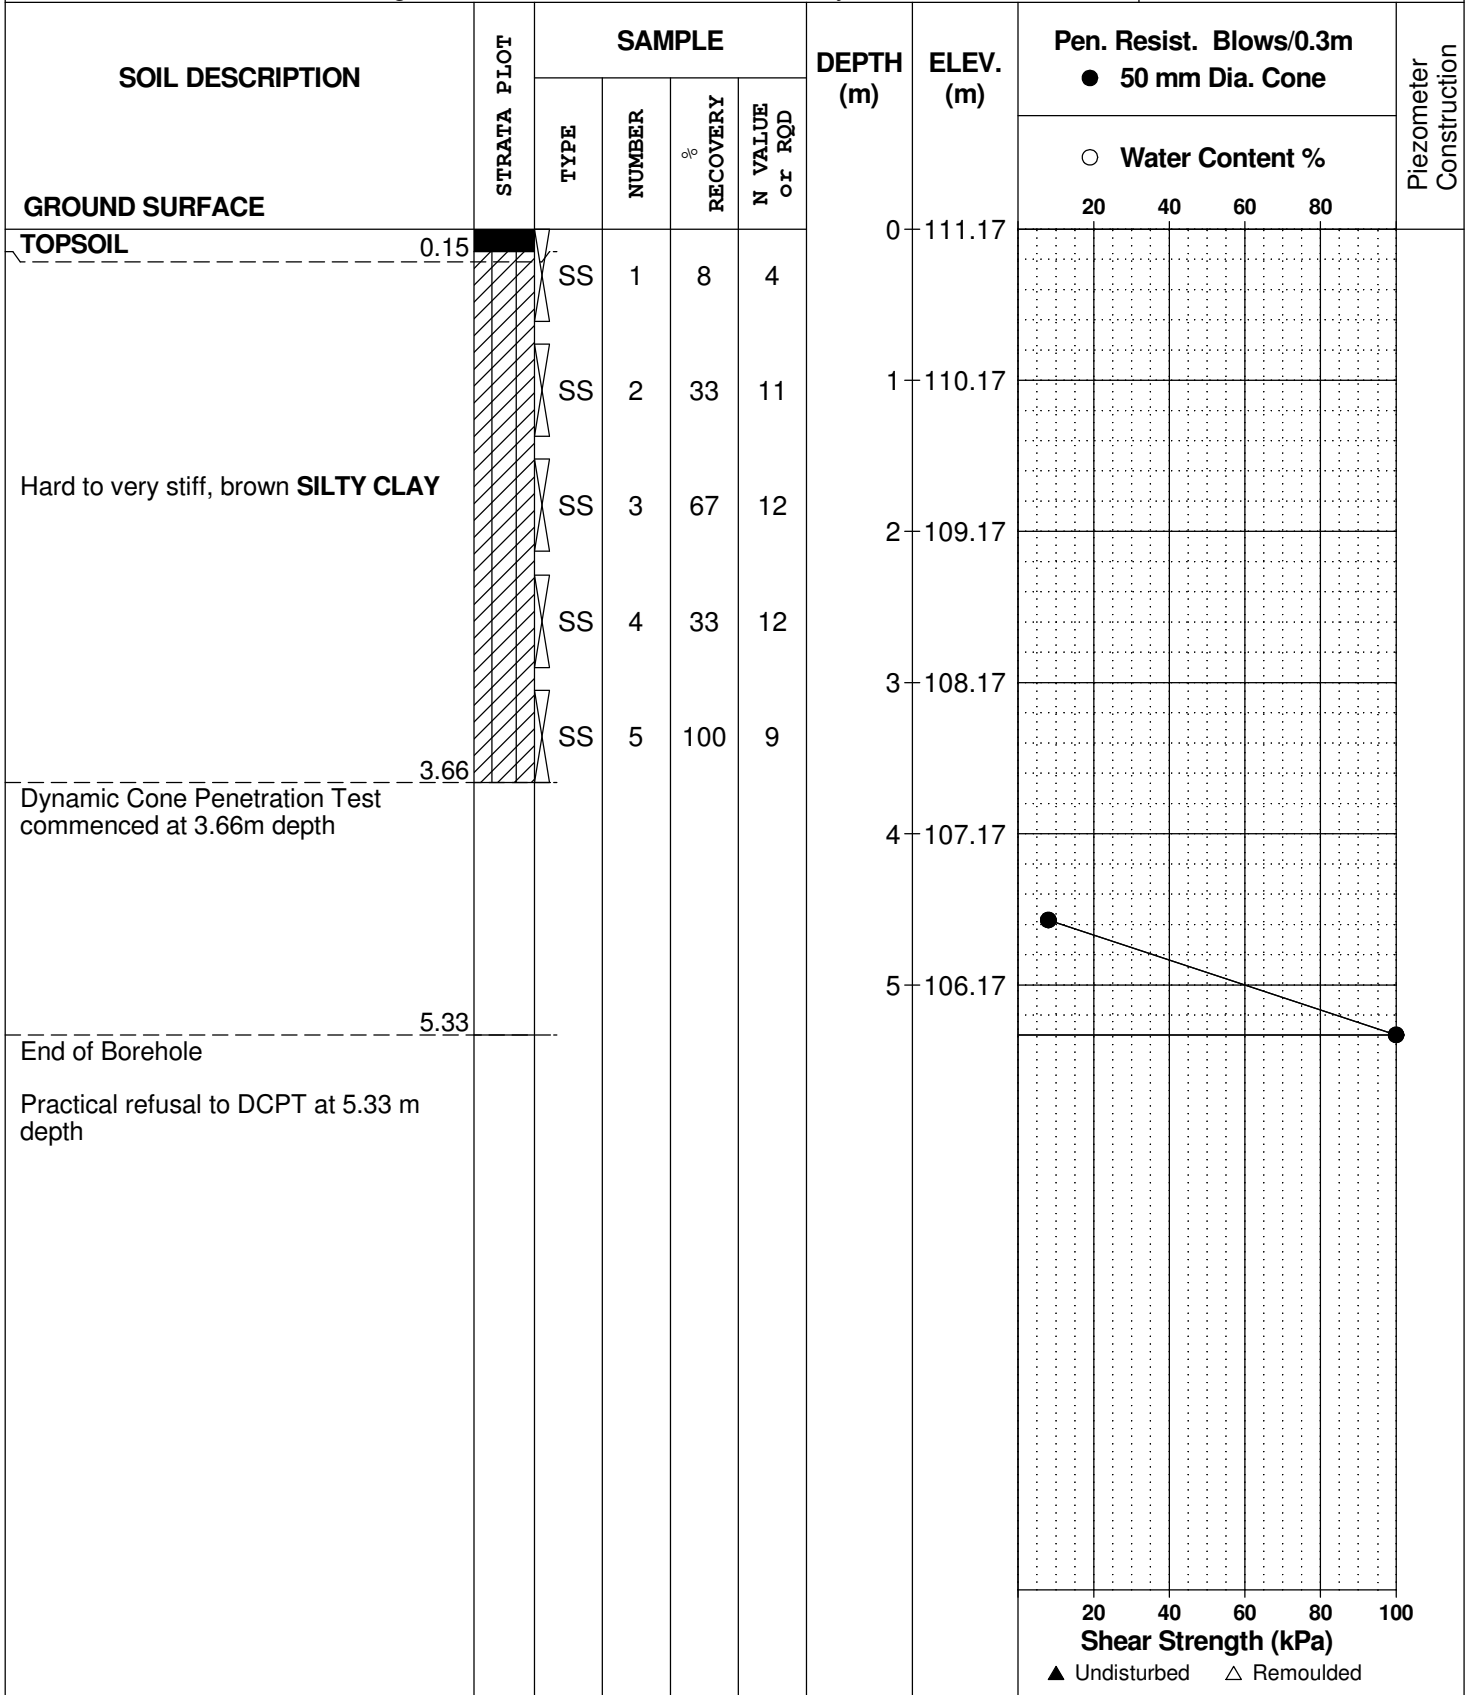 SOIL DESCRIPTION
GROUND SURFACE
STRATA PLOT
SAMPLE
TYPE
NUMBER
%
RECOVERY
N VALUE
or RQD
DEPTH
(m)
ELEV.
(m)
Pen. Resist. Blows/0.3m
● 50 mm Dia. Cone
○ Water Content %
20 40 60 80
Piezometer
Construction
TOPSOIL 0.15
0 111.17
SS 1 8 4
1 110.17
SS 2 33 11
Hard to very stiff, brown SILTY CLAY
SS 3 67 12
2 109.17
SS 4 33 12
3 108.17
SS 5 100 9
3.66
Dynamic Cone Penetration Test
commenced at 3.66m depth
4 107.17
5 106.17
5.33
End of Borehole
Practical refusal to DCPT at 5.33 m
depth
20 40 60 80 100
Shear Strength (kPa)
▲ Undisturbed △ Remoulded